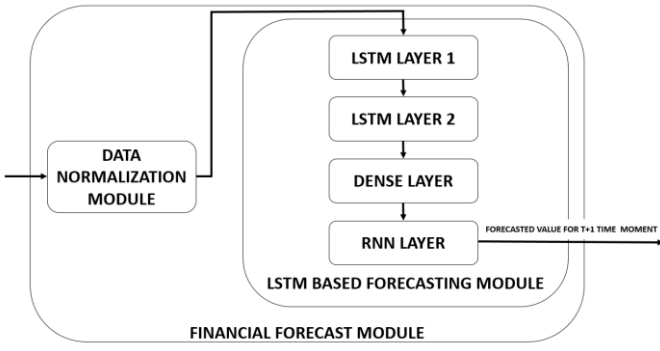 LSTM LAYER 1
LSTM LAYER 2
DATA
NORMALIZATION
MODULE
DENSE LAYER
RNN LAYER
FORECASTED VALUE FOR T+1 TIME MOMENT
LSTM BASED FORECASTING MODULE
FINANCIAL FORECAST MODULE